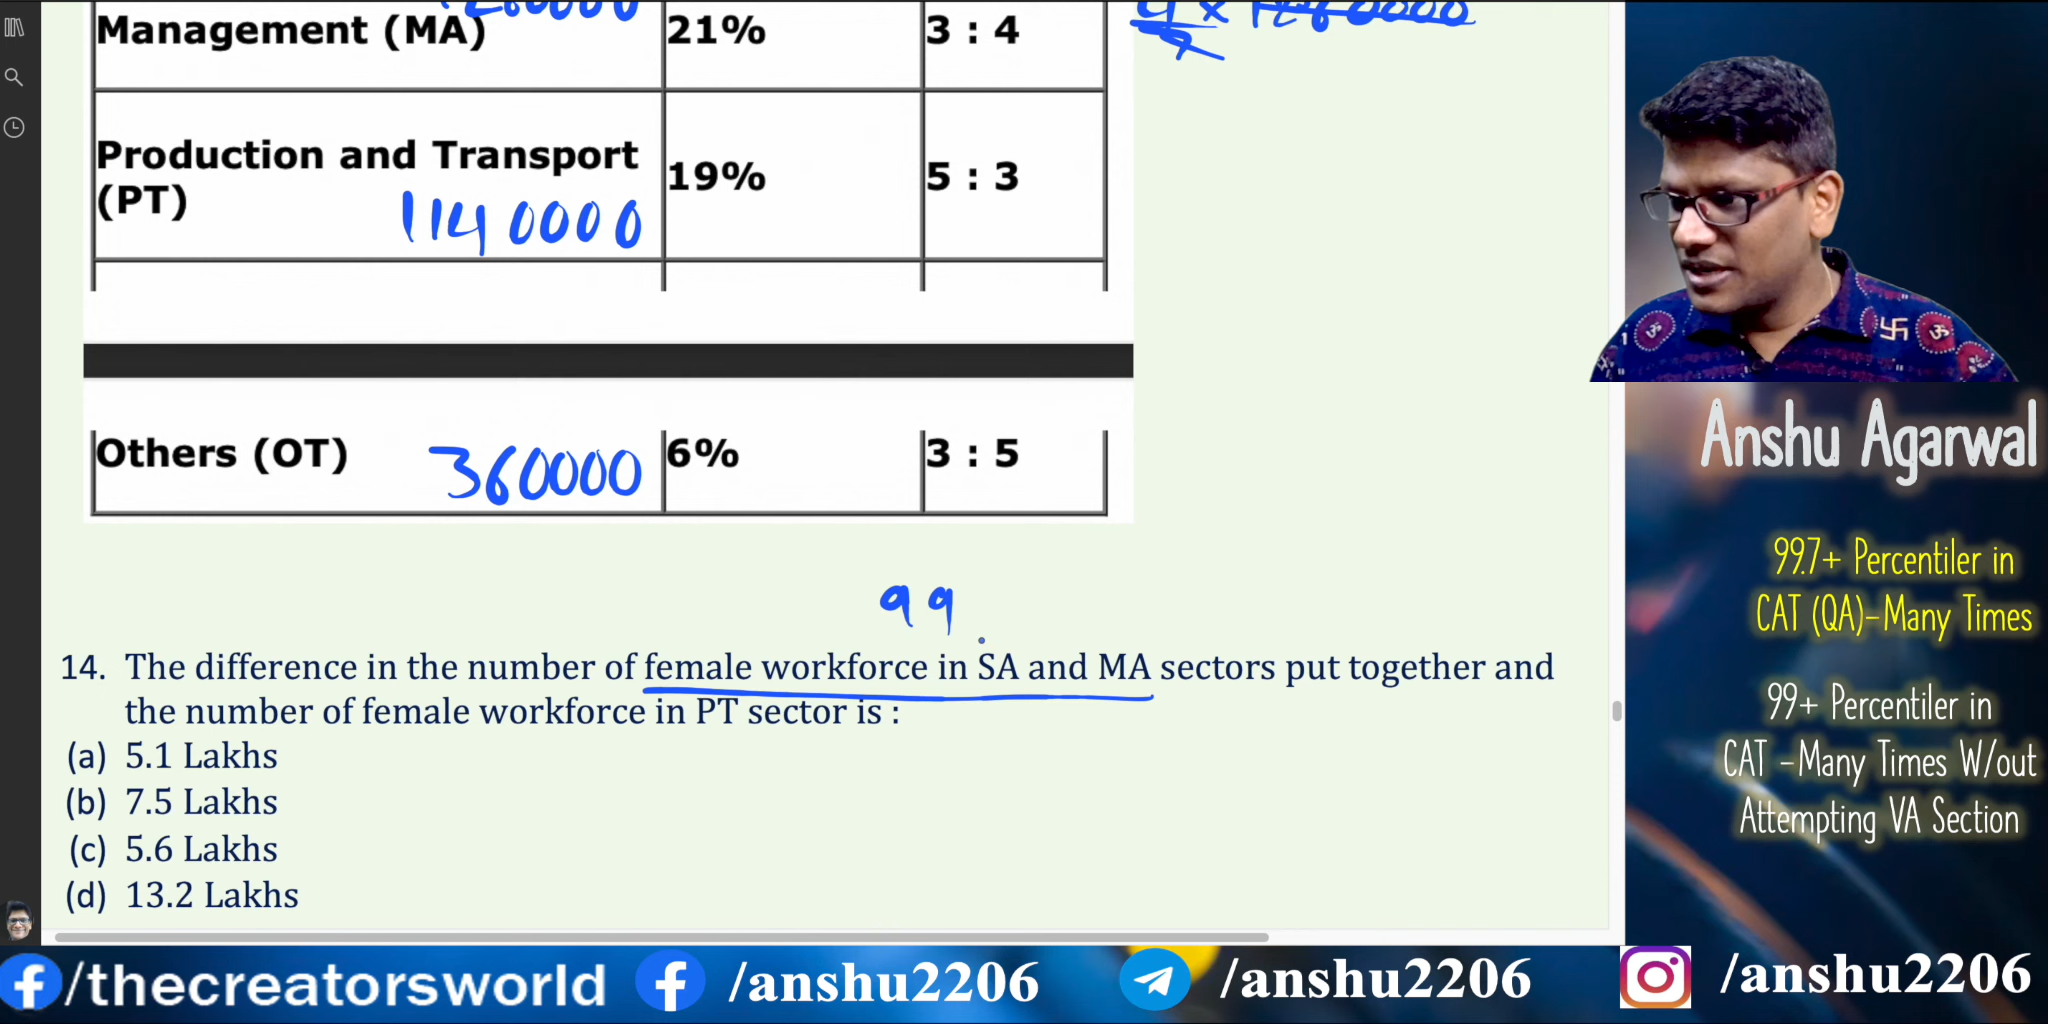 Management (MA)
21%
3 : 4
Production and Transport
(PT)
1140000
19%
5 : 3
Others (OT)
360000
6%
3 : 5
99
14. The difference in the number of female workforce in SA and MA sectors put together and
the number of female workforce in PT sector is :
(a) 5.1 Lakhs
(b) 7.5 Lakhs
(c) 5.6 Lakhs
(d) 13.2 Lakhs
Anshu Agarwal
99.7+ Percentiler in
CAT (QA)-Many Times
99+ Percentiler in
CAT -Many Times W/out
Attempting VA Section
/thecreatorsworld
/anshu2206
/anshu2206
/anshu2206